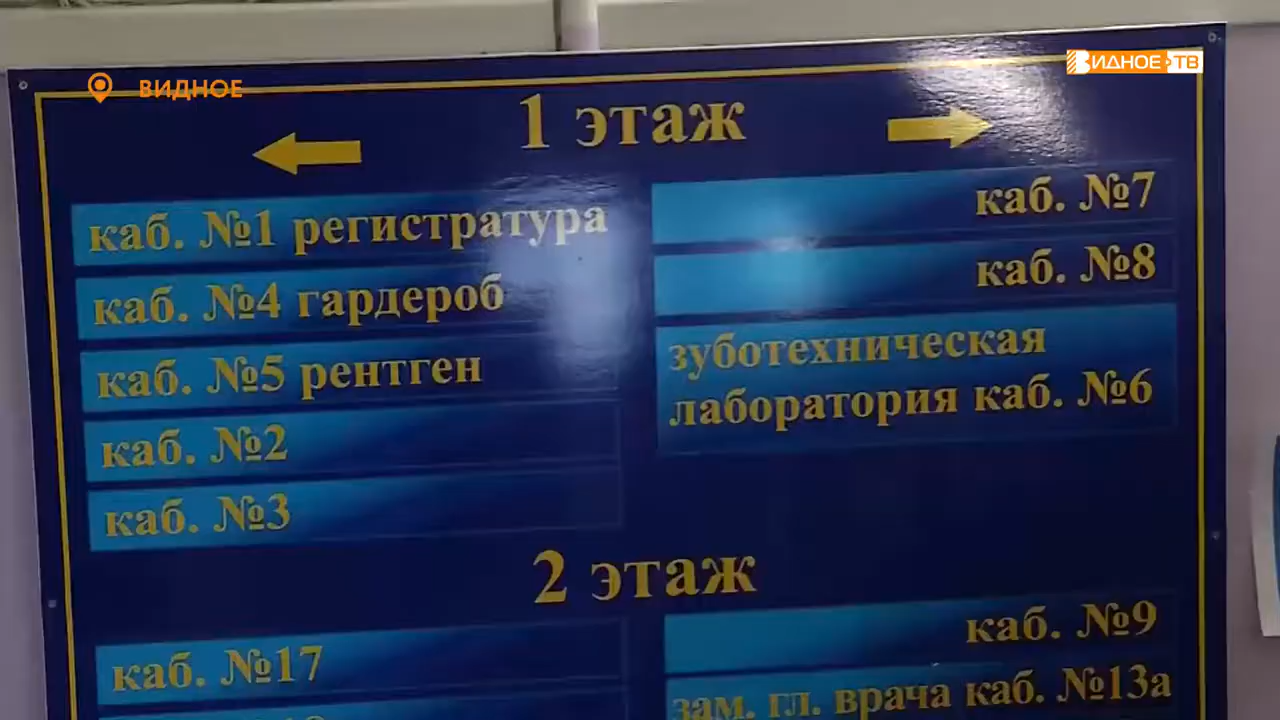 ВИДНОЕ
ВИДНОЕ ТВ
1 этаж
каб. №1 регистратура
каб. №4 гардероб
каб. №5 рентген
каб. №2
каб. №3
каб. №7
каб. №8
зуботехническая
лаборатория каб. №6
2 этаж
каб. №17
каб. №9
зам. гл. врача каб. №13а